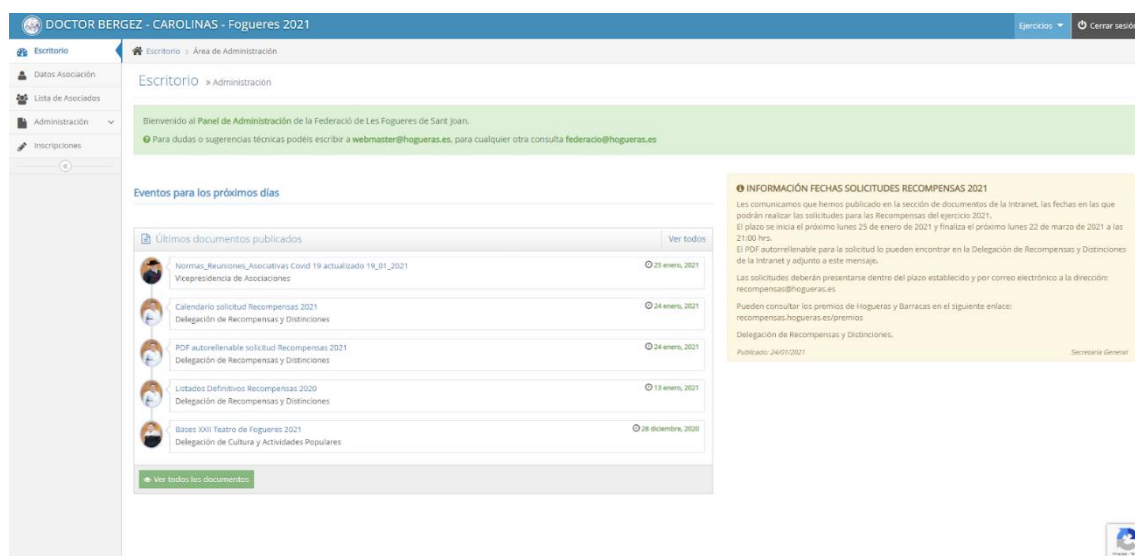 DOCTOR BERGEZ - CAROLINAS - Fogueres 2021
Ejercicios
Cerrar sesión
Escritorio
Datos Asociación
Lista de Asociados
Administración
Inscripciones
Escritorio > Área de Administración
Escritorio » Administración
Bienvenido al Panel de Administración de la Federació de Les Fogueres de Sant Joan.
Para dudas o sugerencias técnicas podéis escribir a webmaster@hogueras.es, para cualquier otra consulta federacio@hogueras.es
Eventos para los próximos días
Últimos documentos publicados
Ver todos
Normas_Reuniones_Asociativas Covid 19 actualizado 19_01_2021
25 enero, 2021
Vicepresidencia de Asociaciones
Calendario solicitud Recompensas 2021
24 enero, 2021
Delegación de Recompensas y Distinciones
PDF autorellenable solicitud Recompensas 2021
24 enero, 2021
Delegación de Recompensas y Distinciones
Listados Definitivos Recompensas 2020
13 enero, 2021
Delegación de Recompensas y Distinciones
Bases XXII Teatro de Fogueres 2021
28 diciembre, 2020
Delegación de Cultura y Actividades Populares
Ver todos los documentos
INFORMACIÓN FECHAS SOLICITUDES RECOMPENSAS 2021
Les comunicamos que hemos publicado en la sección de documentos de la Intranet, las fechas en las que
podrán realizar las solicitudes para las Recompensas del ejercicio 2021.
El plazo se inicia el próximo lunes 25 de enero de 2021 y finaliza el próximo lunes 22 de marzo de 2021 a las
21:00 hrs.
El PDF autorrellenable para la solicitud lo pueden encontrar en la Delegación de Recompensas y Distinciones
de la Intranet y adjunto a este mensaje.
Las solicitudes deberán presentarse dentro del plazo establecido y por correo electrónico a la dirección:
recompensas@hogueras.es
Pueden consultar los premios de Hogueras y Barracas en el siguiente enlace:
recompensas.hogueras.es/premios
Delegación de Recompensas y Distinciones.
Publicado: 24/01/2021
Secretaria General